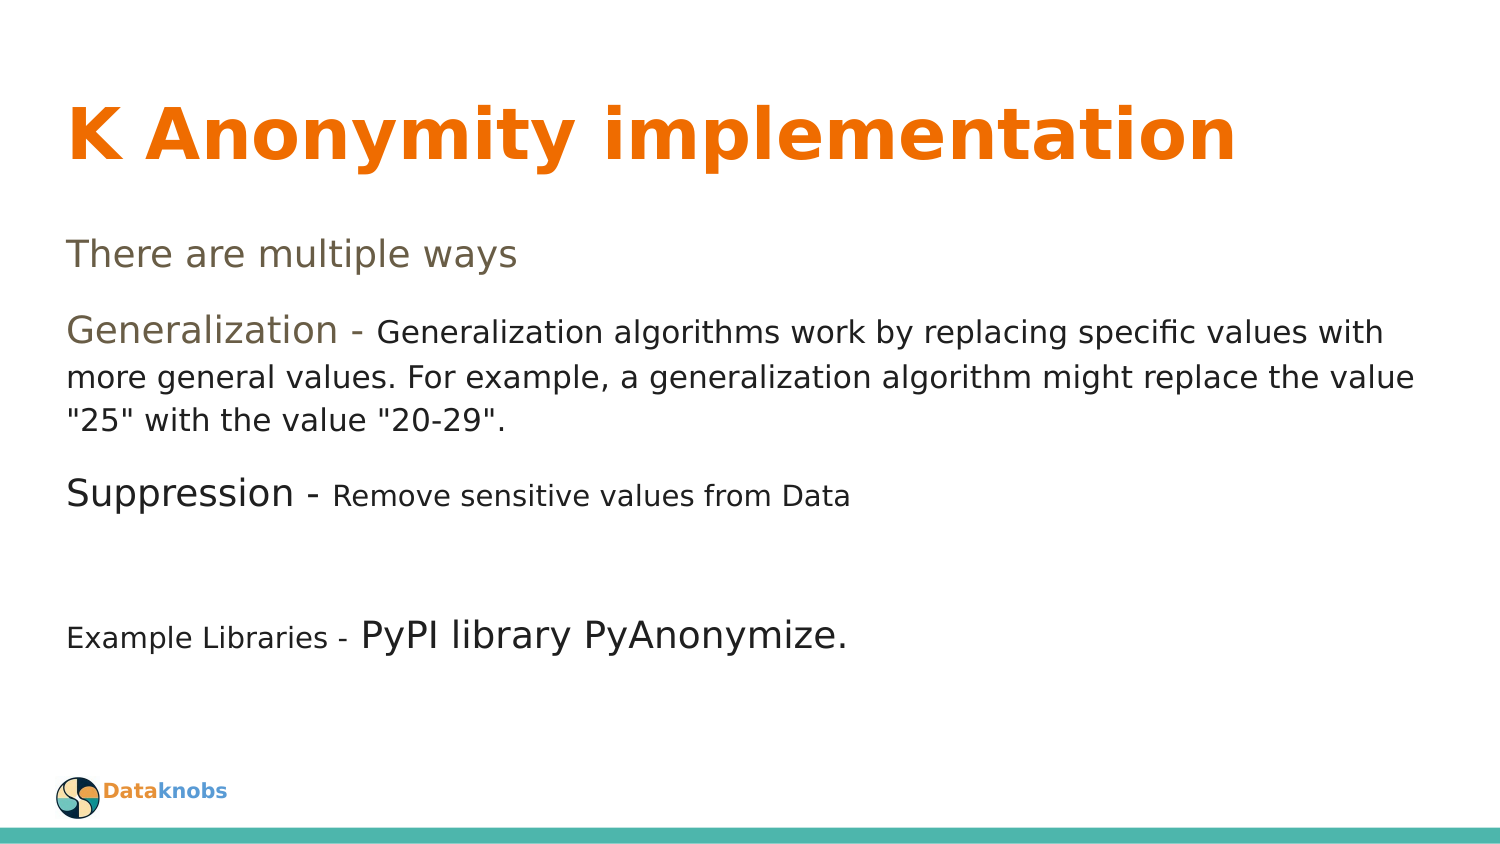 K Anonymity implementation
There are multiple ways
Generalization - Generalization algorithms work by replacing specific values with
more general values. For example, a generalization algorithm might replace the value
"25" with the value "20-29".
Suppression - Remove sensitive values from Data
Example Libraries - PyPI library PyAnonymize.
Dataknobs